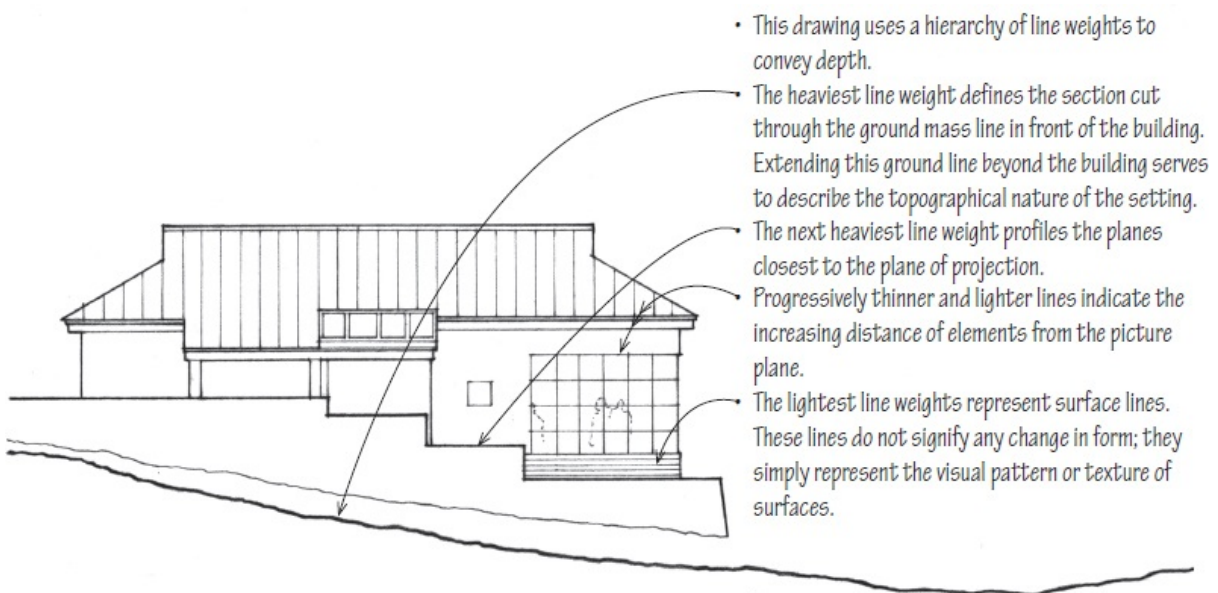 • This drawing uses a hierarchy of line weights to
convey depth.
• The heaviest line weight defines the section cut
through the ground mass line in front of the building.
Extending this ground line beyond the building serves
to describe the topographical nature of the setting.
• The next heaviest line weight profiles the planes
closest to the plane of projection.
• Progressively thinner and lighter lines indicate the
increasing distance of elements from the picture
plane.
• The lightest line weights represent surface lines.
These lines do not signify any change in form; they
simply represent the visual pattern or texture of
surfaces.